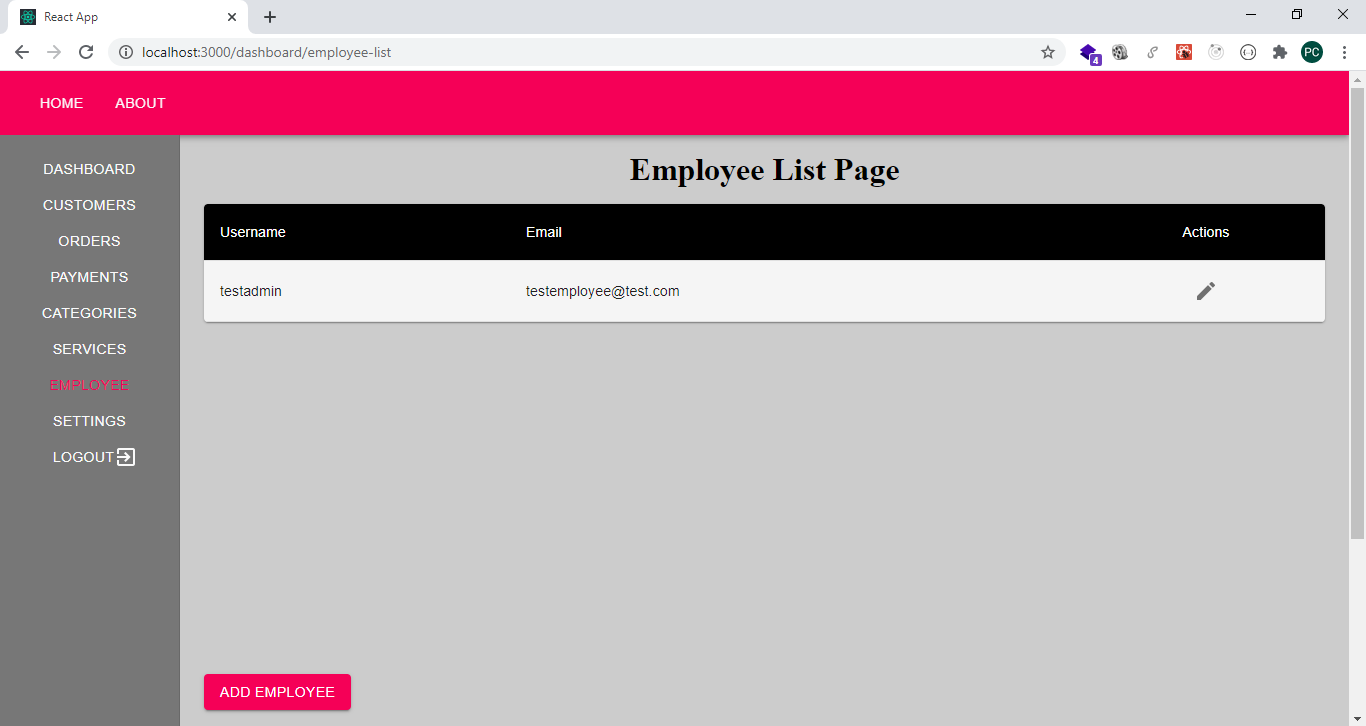 React App
localhost:3000/dashboard/employee-list
4
PC
HOME ABOUT
DASHBOARD
CUSTOMERS
ORDERS
PAYMENTS
CATEGORIES
SERVICES
EMPLOYEE
SETTINGS
LOGOUT
Employee List Page
Username Email Actions
testadmin testemployee@test.com
ADD EMPLOYEE